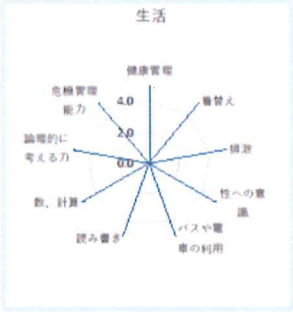 生活
健康管理
着替え
排泄
性への意
識
バスや電
車の利用
読み書き
数、計算
論理的に
考える力
危機管理
能力
4.0
2.0
0.0